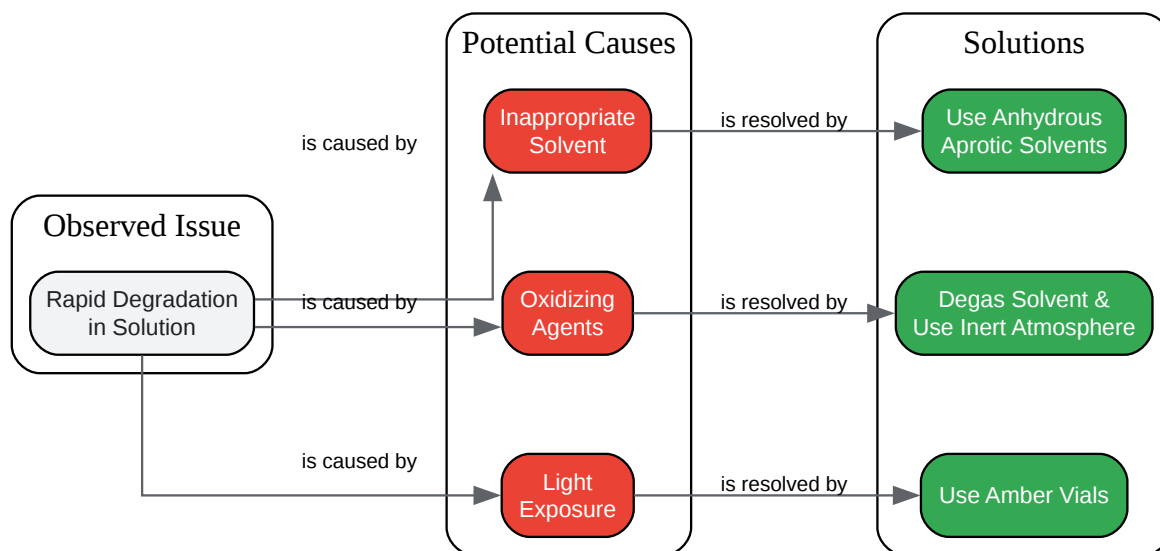 Potential Causes
Solutions
Inappropriate
Solvent
is caused by
is resolved by
Use Anhydrous
Aprotic Solvents
Observed Issue
Rapid Degradation
in Solution
is caused by
Oxidizing
Agents
is resolved by
Degas Solvent &
Use Inert Atmosphere
is caused by
Light
Exposure
is resolved by
Use Amber Vials